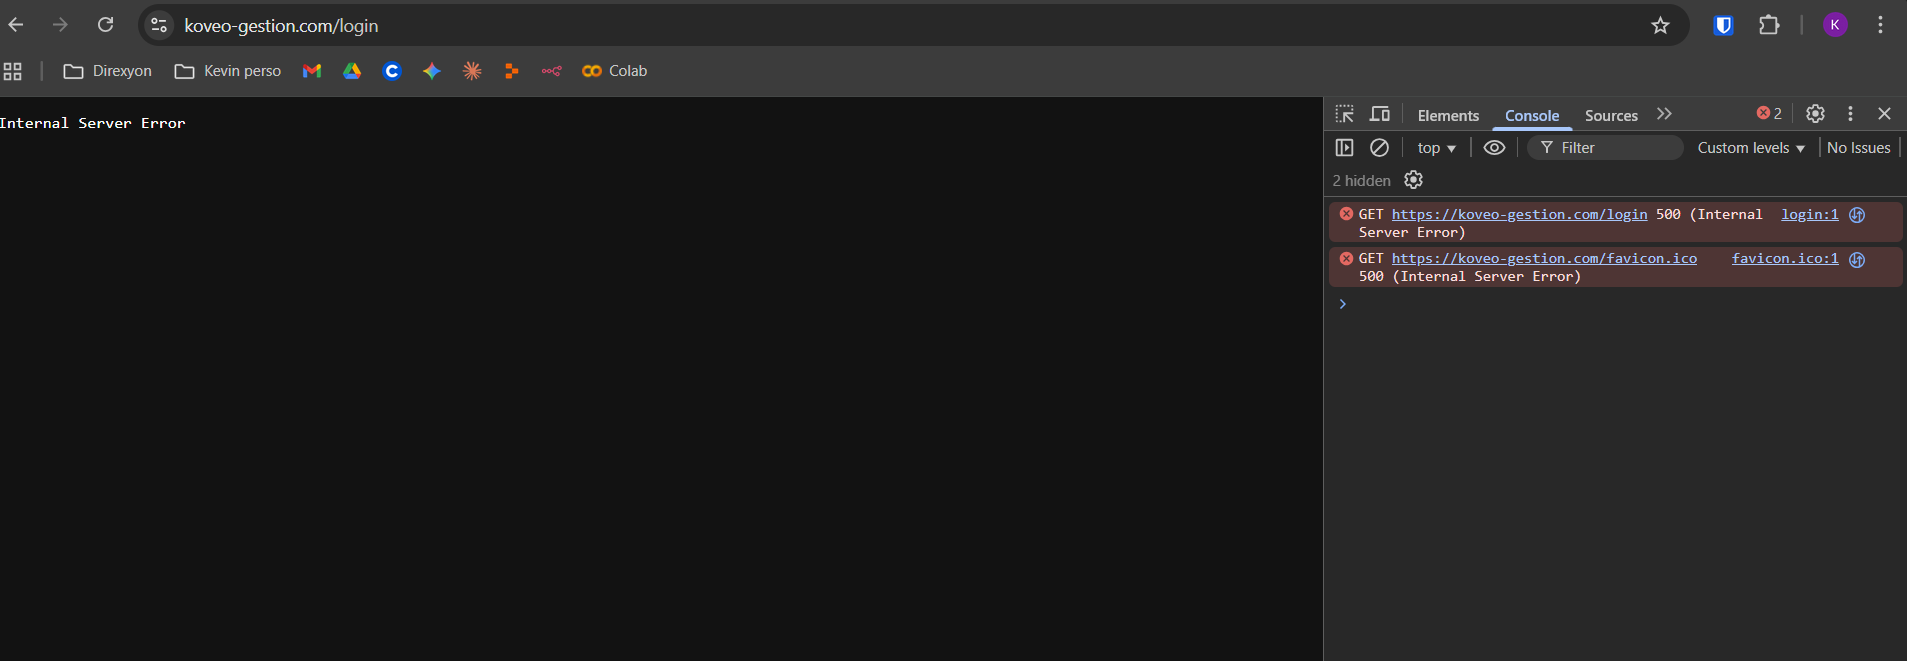 koveo-gestion.com/login
K
Direxyon
Kevin perso
Colab
Internal Server Error
Elements
Console
Sources
2
top
Filter
Custom levels
No Issues
2 hidden
GET https://koveo-gestion.com/login 500 (Internal login:1
Server Error)
GET https://koveo-gestion.com/favicon.ico favicon.ico:1
500 (Internal Server Error)